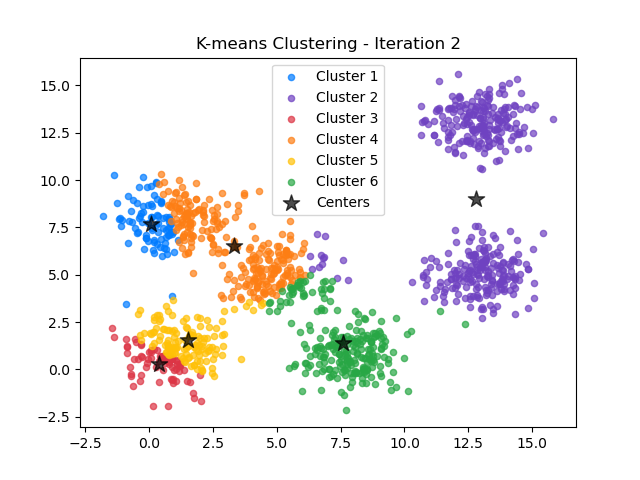 K-means Clustering - Iteration 2
15.0
12.5
10.0
7.5
5.0
2.5
0.0
−2.5
Cluster 1
Cluster 2
Cluster 3
Cluster 4
Cluster 5
Cluster 6
Centers
−2.5 0.0 2.5 5.0 7.5 10.0 12.5 15.0